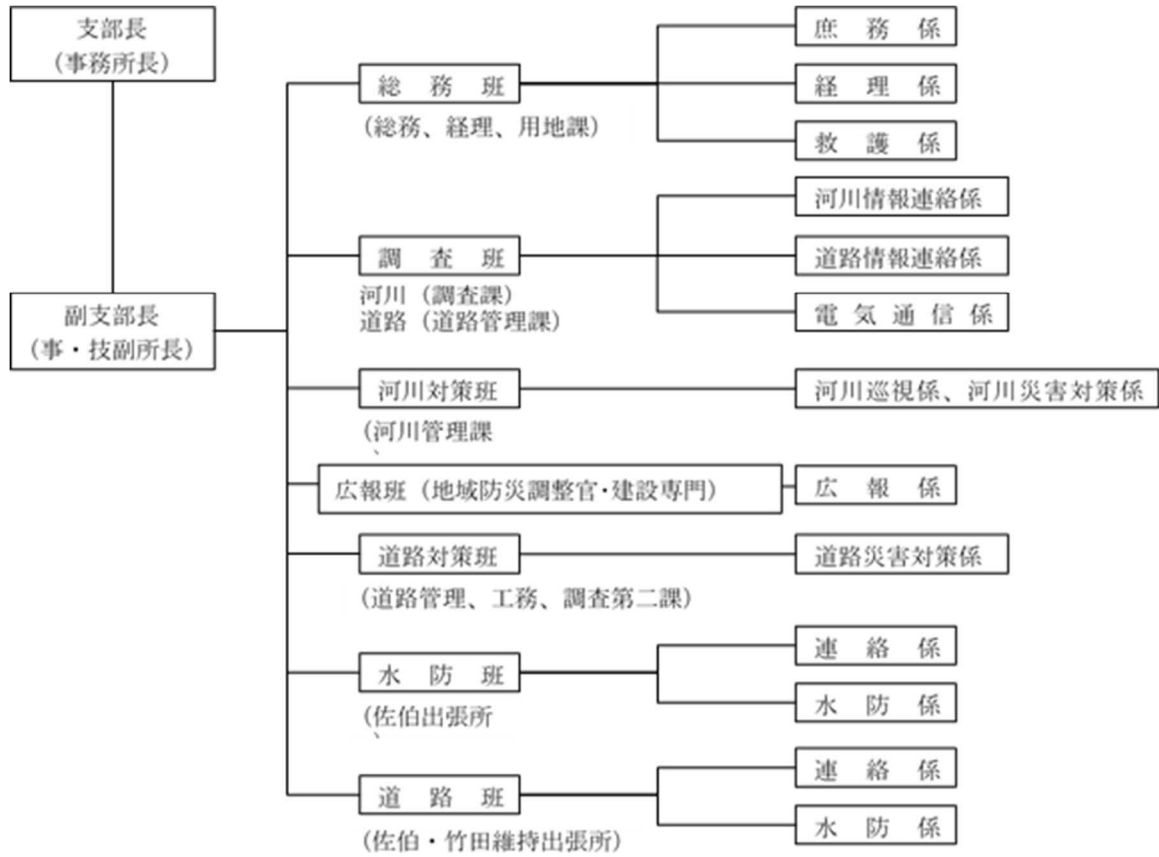 支部長
(事務所長)
副支部長
(事・技副所長)
総務班
(総務、経理、用地課)
庶務係
経理係
救護係
調査班
河川(調査課)
道路(道路管理課)
河川情報連絡係
道路情報連絡係
電気通信係
河川対策班
(河川管理課
河川巡視係、河川災害対策係
広報班(地域防災調整官・建設専門)
広報係
道路対策班
(道路管理、工務、調査第二課)
道路災害対策係
水防班
(佐伯出張所
連絡係
水防係
道路班
(佐伯・竹田維持出張所)
連絡係
水防係